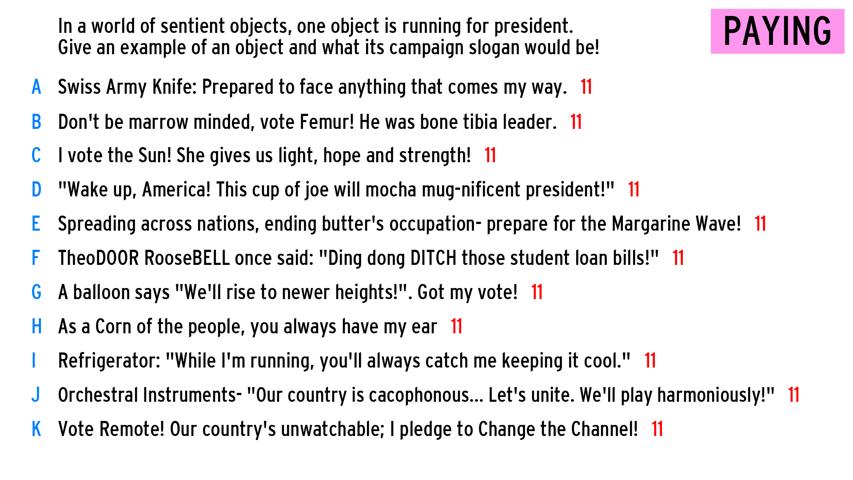 In a world of sentient objects, one object is running for president.
Give an example of an object and what its campaign slogan would be!
PAYING
A Swiss Army Knife: Prepared to face anything that comes my way. 11
B Don't be marrow minded, vote Femur! He was bone tibia leader. 11
C I vote the Sun! She gives us light, hope and strength! 11
D "Wake up, America! This cup of joe will mocha mug-nificent president!" 11
E Spreading across nations, ending butter's occupation- prepare for the Margarine Wave! 11
F TheoDOOR RooseBELL once said: "Ding dong DITCH those student loan bills!" 11
G A balloon says "We'll rise to newer heights!". Got my vote! 11
H As a Corn of the people, you always have my ear 11
I Refrigerator: "While I'm running, you'll always catch me keeping it cool." 11
J Orchestral Instruments- "Our country is cacophonous... Let's unite. We'll play harmoniously!" 11
K Vote Remote! Our country's unwatchable; I pledge to Change the Channel! 11